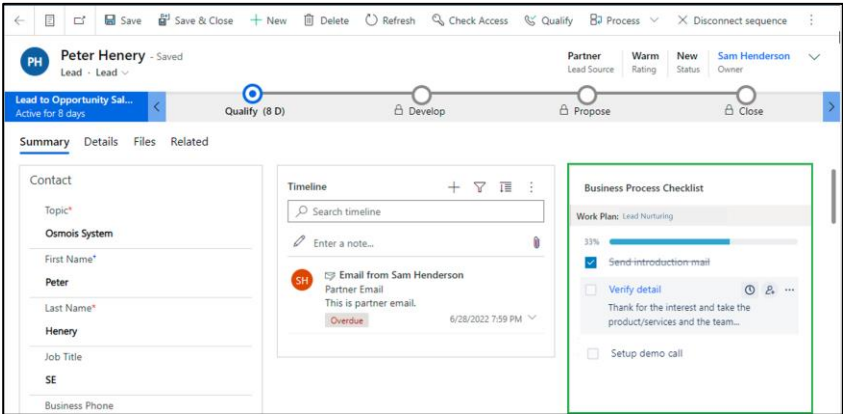 Save
Save & Close
New
Delete
Refresh
Check Access
Qualify
Process
Disconnect sequence
PH
Peter Henery - Saved
Lead · Lead
Partner
Lead Source
Warm
Rating
New
Status
Sam Henderson
Owner
Lead to Opportunity Sal...
Active for 8 days
Qualify (8 D)
Develop
Propose
Close
Summary
Details
Files
Related
Contact
Topic*
Osmois System
First Name*
Peter
Last Name*
Henery
Job Title
SE
Business Phone
Timeline
Search timeline
Enter a note...
SH
Email from Sam Henderson
Partner Email
This is partner email.
Overdue
6/28/2022 7:59 PM
Business Process Checklist
Work Plan: Lead Nurturing
33%
Send introduction mail
Verify detail
Thank for the interest and take the
product/services and the team...
Setup demo call